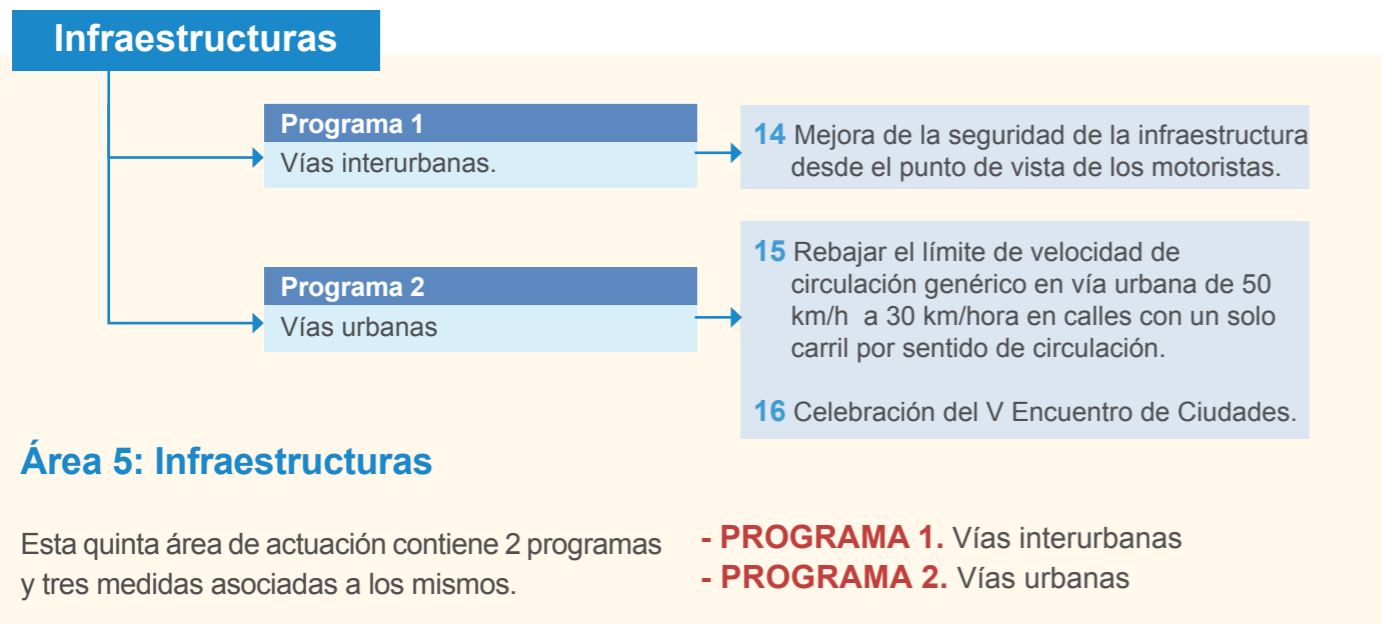 Infraestructuras
Programa 1
Vías interurbanas.
14 Mejora de la seguridad de la infraestructura
desde el punto de vista de los motoristas.
Programa 2
Vías urbanas
15 Rebajar el límite de velocidad de
circulación genérico en vía urbana de 50
km/h a 30 km/hora en calles con un solo
carril por sentido de circulación.
16 Celebración del V Encuentro de Ciudades.
Área 5: Infraestructuras
Esta quinta área de actuación contiene 2 programas
y tres medidas asociadas a los mismos.
- PROGRAMA 1. Vías interurbanas
- PROGRAMA 2. Vías urbanas